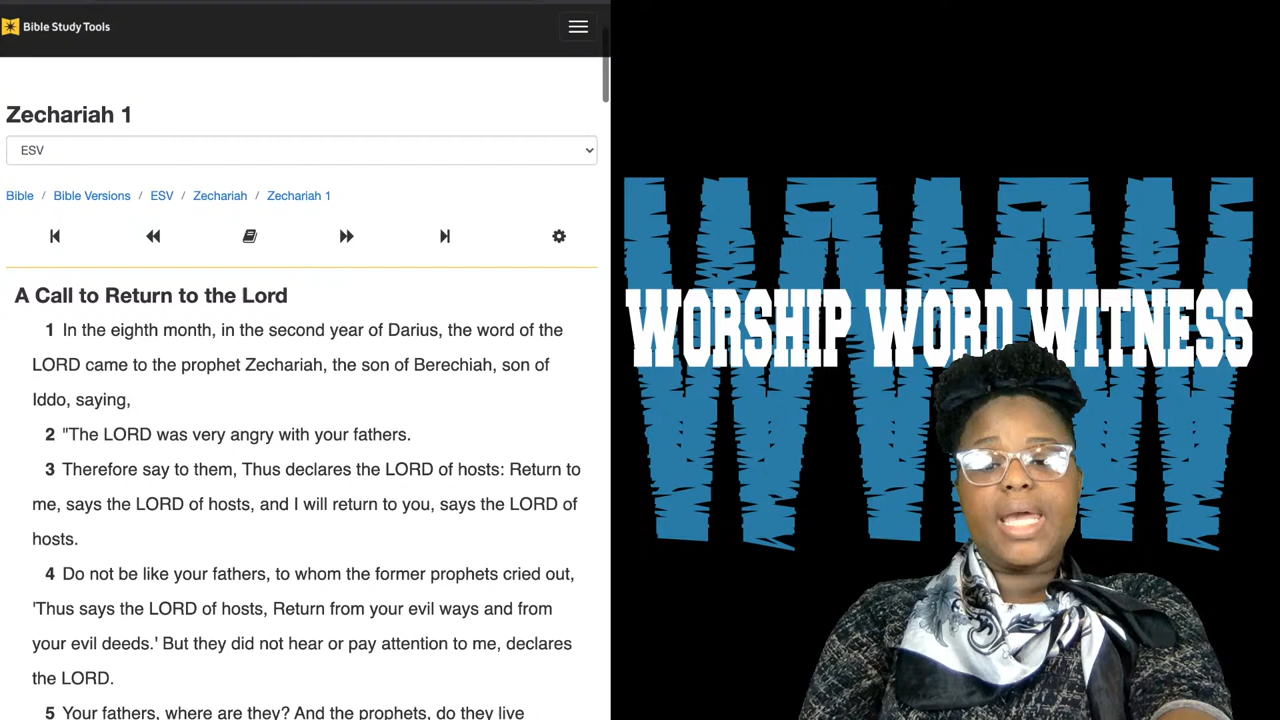 Bible Study Tools
Zechariah 1
ESV
Bible / Bible Versions / ESV / Zechariah / Zechariah 1
A Call to Return to the Lord
1 In the eighth month, in the second year of Darius, the word of the
LORD came to the prophet Zechariah, the son of Berechiah, son of
Iddo, saying,
2 "The LORD was very angry with your fathers.
3 Therefore say to them, Thus declares the LORD of hosts: Return to
me, says the LORD of hosts, and I will return to you, says the LORD of
hosts.
4 Do not be like your fathers, to whom the former prophets cried out,
'Thus says the LORD of hosts, Return from your evil ways and from
your evil deeds.' But they did not hear or pay attention to me, declares
the LORD.
5 Your fathers, where are they? And the prophets, do they live
WWW
WORSHIP WORD WITNESS